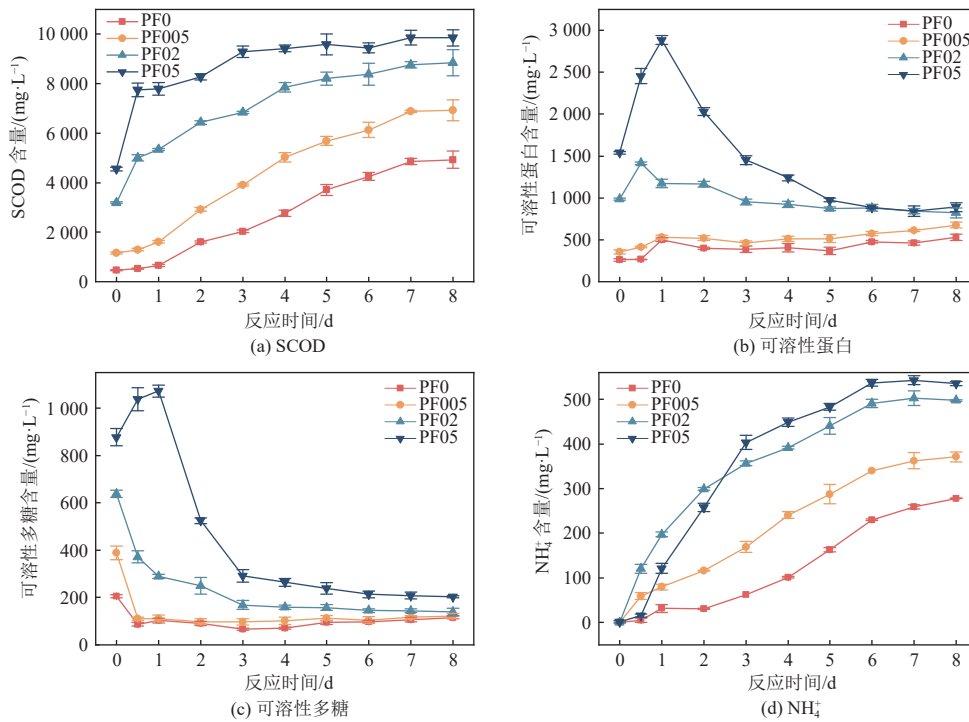 SCOD 含量/(mg·L⁻¹)
10 000
8 000
6 000
4 000
2 000
0
PF0
PF005
PF02
PF05
0 1 2 3 4 5 6 7 8
反应时间/d
(a) SCOD
可溶性蛋白含量/(mg·L⁻¹)
3 000
2 500
2 000
1 500
1 000
500
0
PF0
PF005
PF02
PF05
0 1 2 3 4 5 6 7 8
反应时间/d
(b) 可溶性蛋白
可溶性多糖含量/(mg·L⁻¹)
1 000
800
600
400
200
0
PF0
PF005
PF02
PF05
0 1 2 3 4 5 6 7 8
反应时间/d
(c) 可溶性多糖
NH₄⁺ 含量/(mg·L⁻¹)
500
400
300
200
100
0
PF0
PF005
PF02
PF05
0 1 2 3 4 5 6 7 8
反应时间/d
(d) NH₄⁺